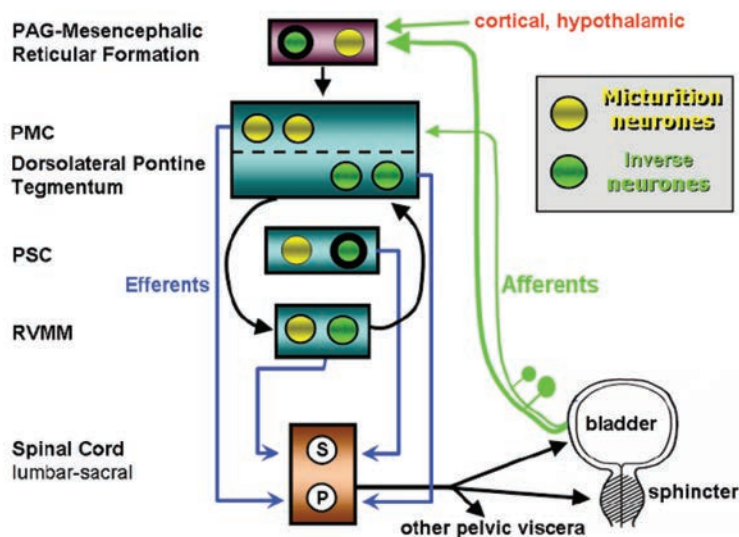 PAG-Mesencephalic
Reticular Formation
cortical, hypothalamic
Micturition
neurones
Inverse
neurones
PMC
Dorsolateral Pontine
Tegmentum
PSC
Efferents
Afferents
RVMM
Spinal Cord
lumbar-sacral
S
P
bladder
sphincter
other pelvic viscera